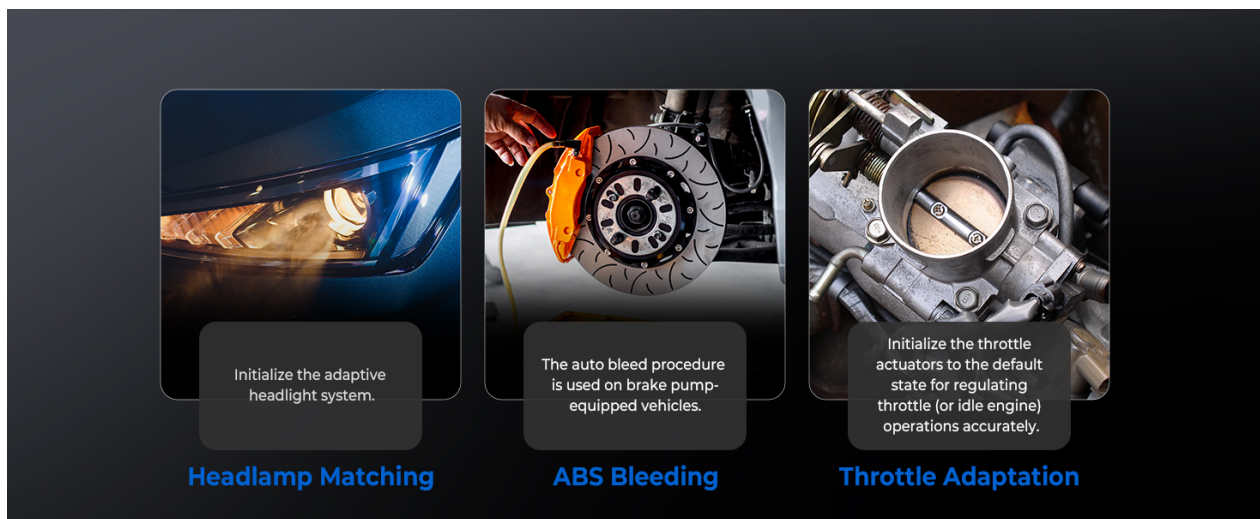 Initialize the adaptive
headlight system.
Headlamp Matching
The auto bleed procedure
is used on brake pump-
equipped vehicles.
ABS Bleeding
Initialize the throttle
actuators to the default
state for regulating
throttle (or idle engine)
operations accurately.
Throttle Adaptation